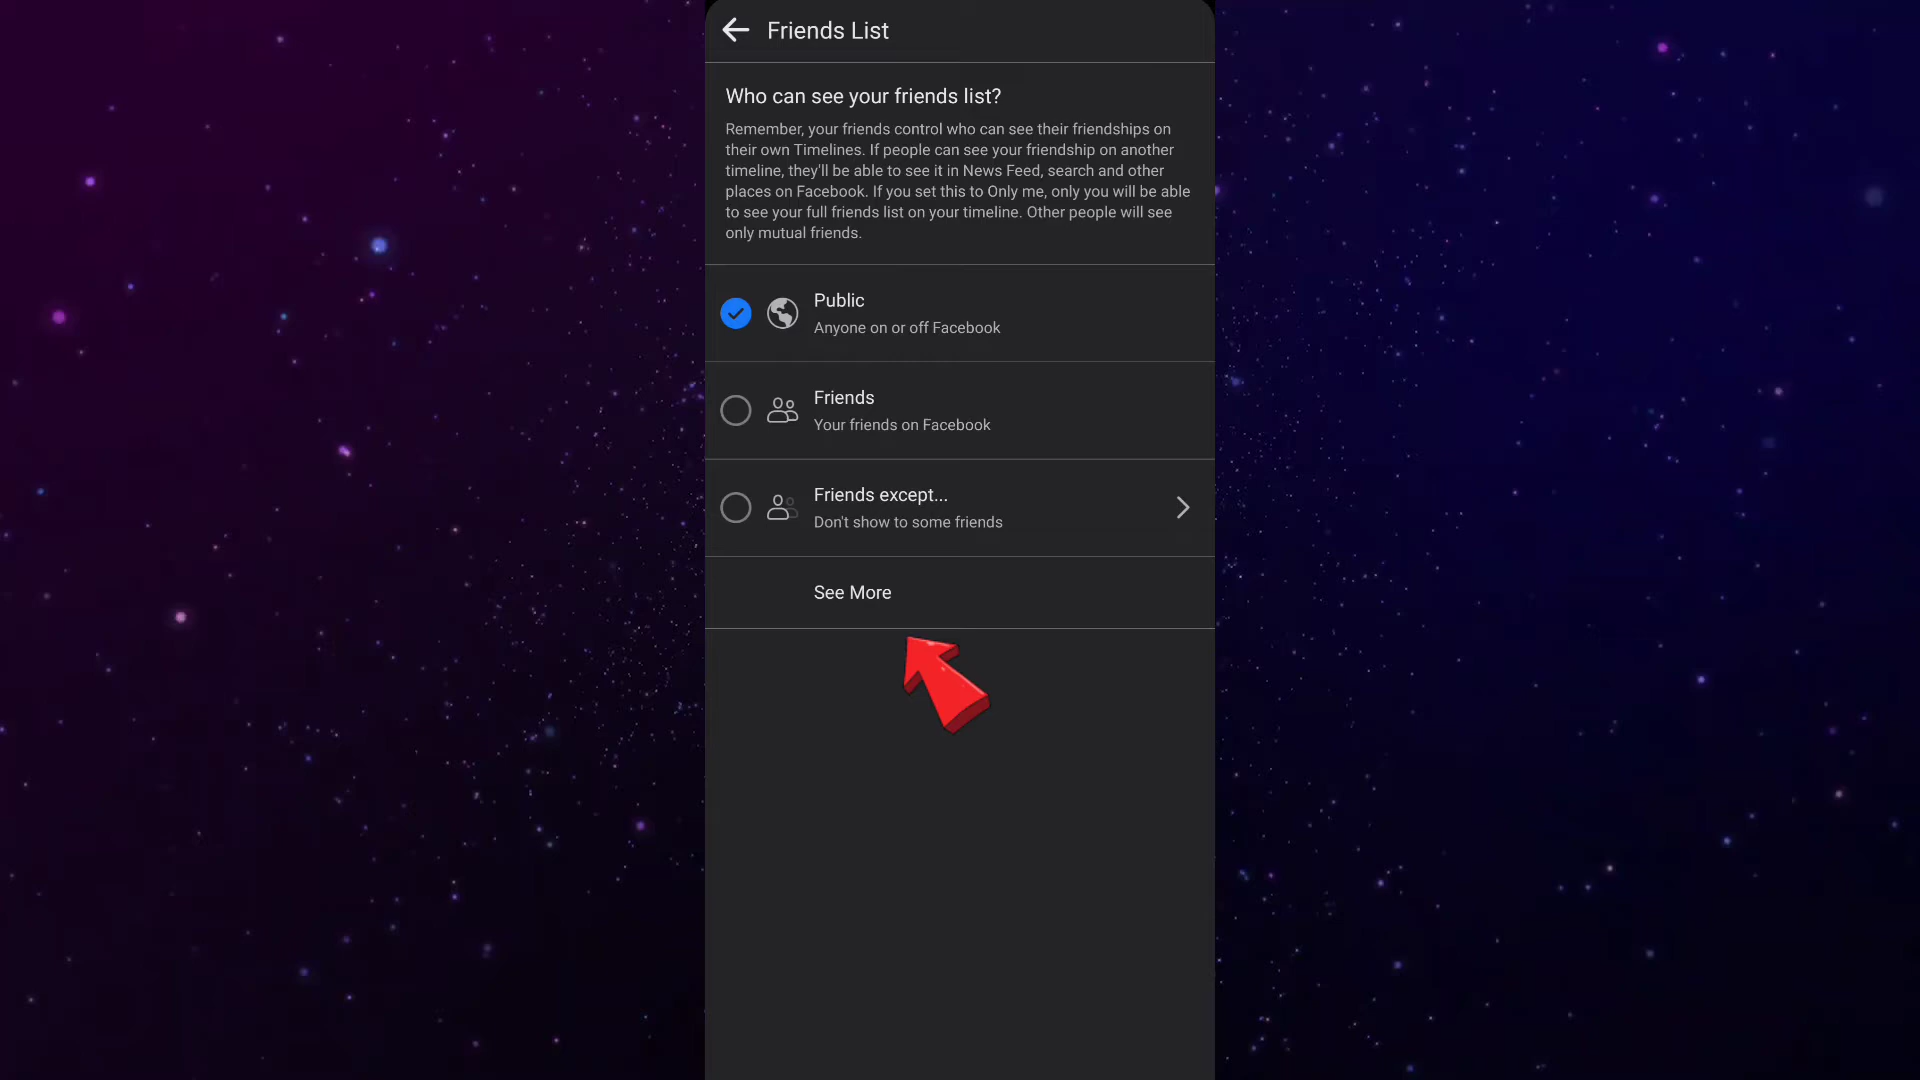 Friends List
Who can see your friends list?
Remember, your friends control who can see their friendships on
their own Timelines. If people can see your friendship on another
timeline, they'll be able to see it in News Feed, search and other
places on Facebook. If you set this to Only me, only you will be able
to see your full friends list on your timeline. Other people will see
only mutual friends.
Public
Anyone on or off Facebook
Friends
Your friends on Facebook
Friends except...
Don't show to some friends
See More